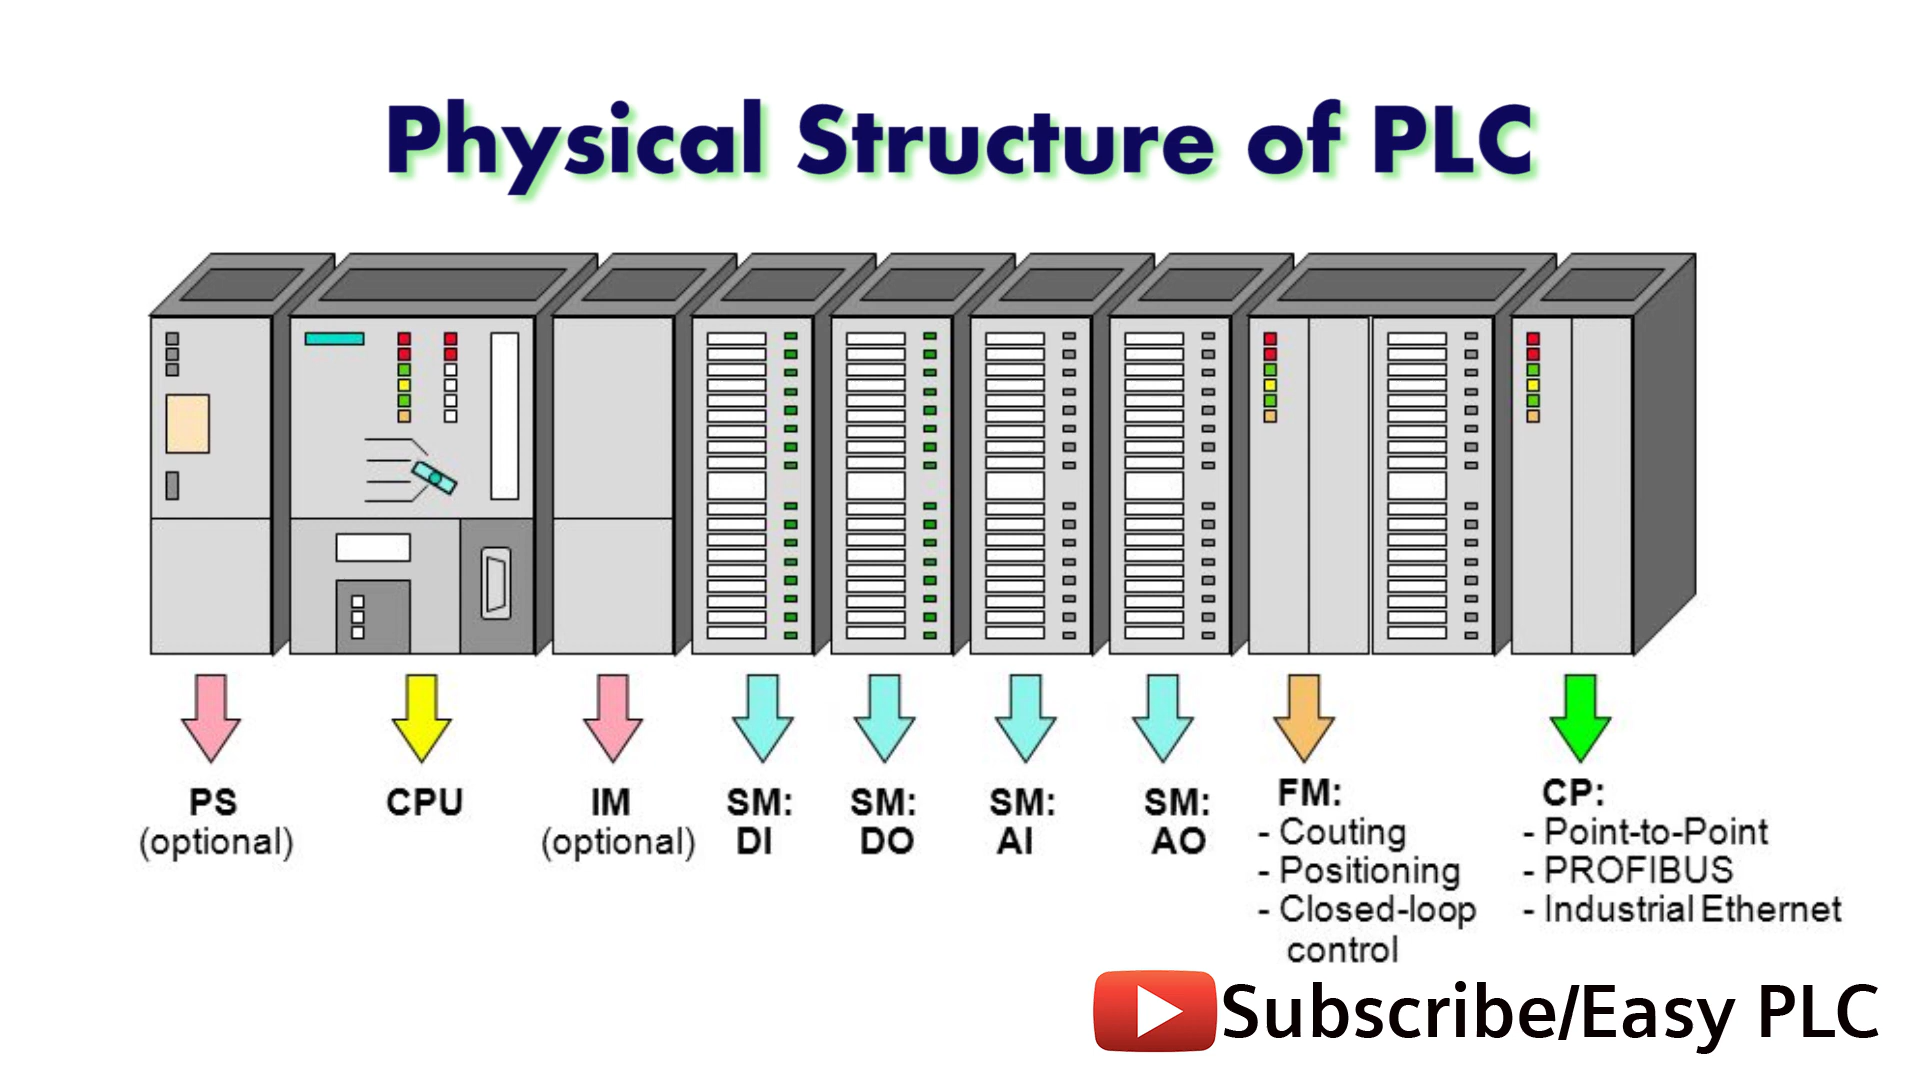 Physical Structure of PLC
PS
(optional)
CPU
IM
(optional)
SM:
DI
SM:
DO
SM:
AI
SM:
AO
FM:
- Couting
- Positioning
- Closed-loop
control
CP:
- Point-to-Point
- PROFIBUS
- Industrial Ethernet
Subscribe/Easy PLC